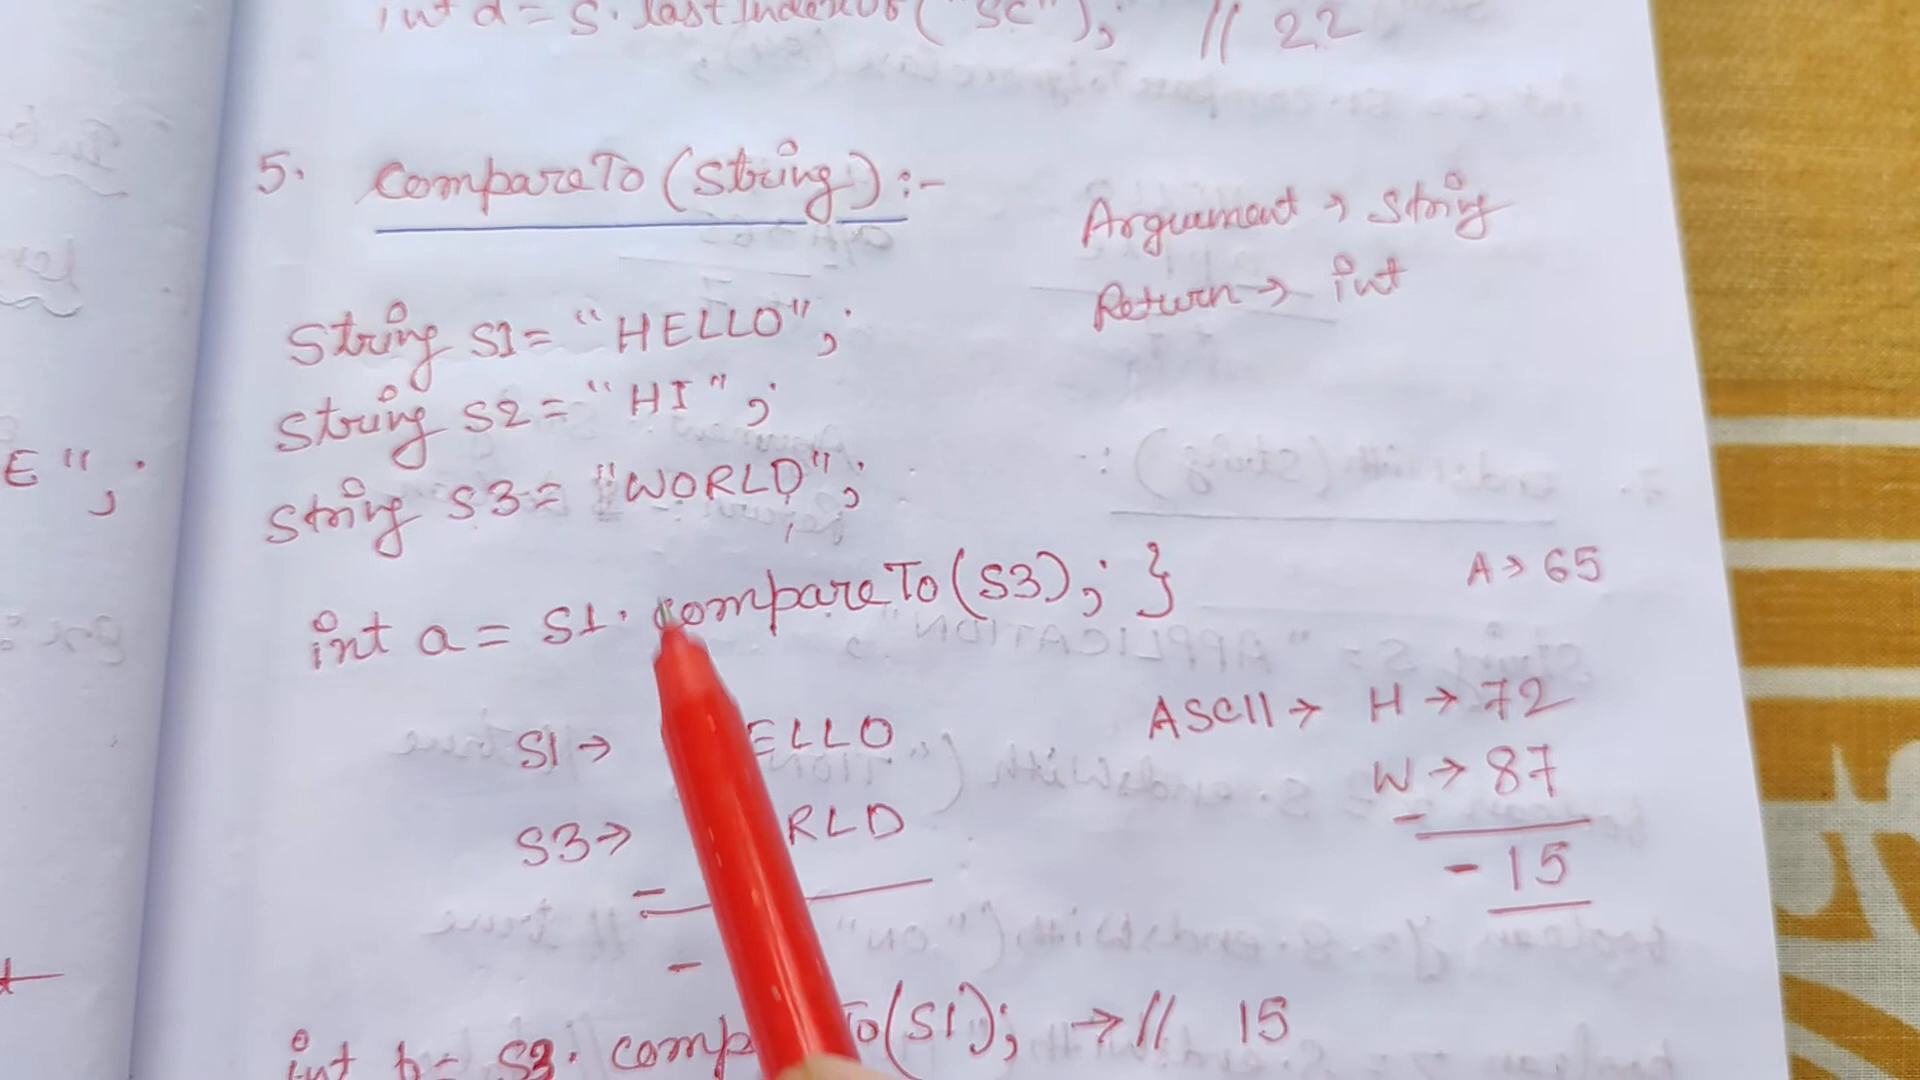 int d = S.lastIndexOf("SC"); // 22
5. CompareTo (String) :-
Argument → String
Return → int
String S1 = "HELLO";
String S2 = "HI";
E";
String S3 = "WORLD";
int a = S1.compareTo(S3); }
A → 65
S1 → ELLO
ASCII → H → 72
W → 87
S3 → RLD
-
- 15
-
int b = S3.comp To(S1); → // 15